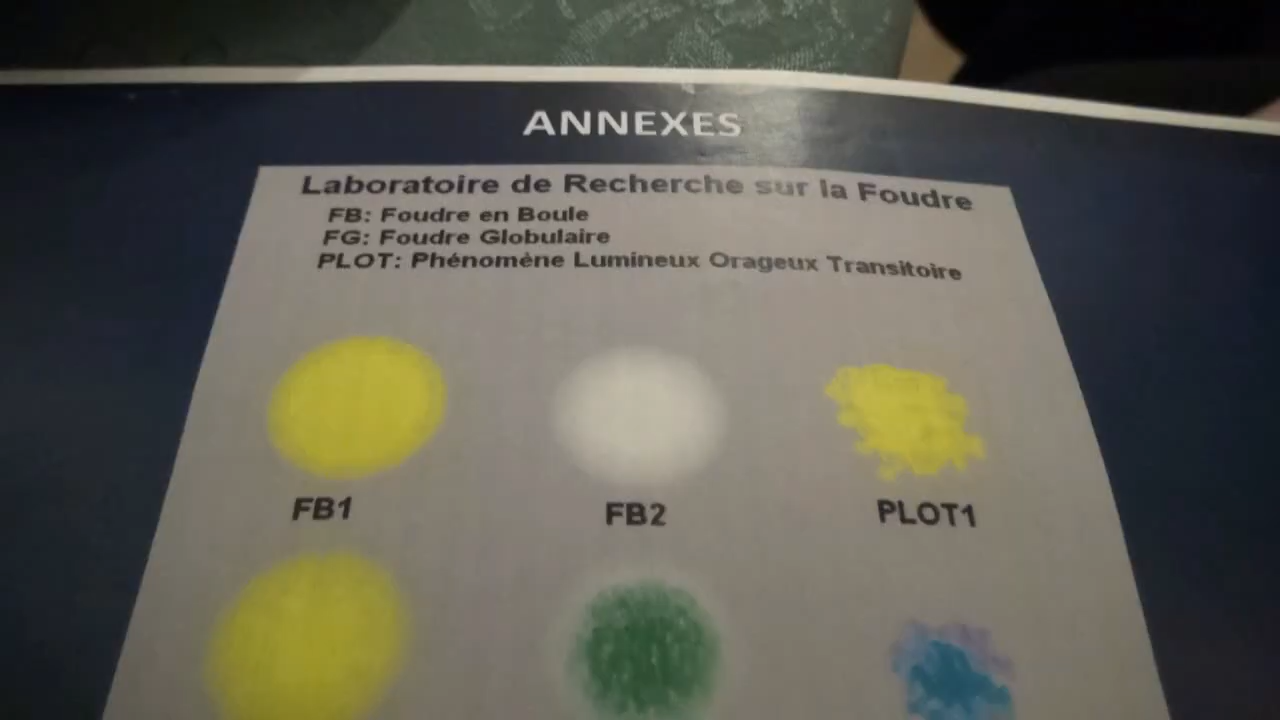 ANNEXES
Laboratoire de Recherche sur la Foudre
FB: Foudre en Boule
FG: Foudre Globulaire
PLOT: Phénomène Lumineux Orageux Transitoire
FB1 FB2 PLOT1